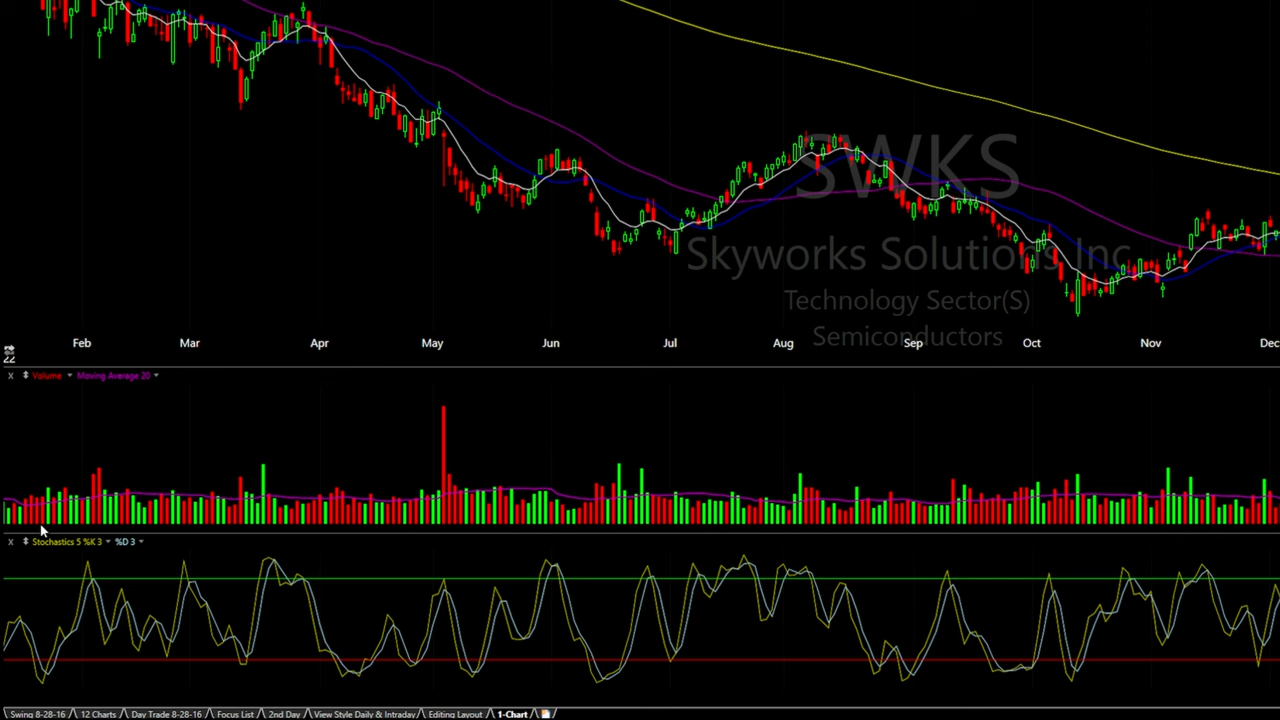 SWKS
Skyworks Solutions Inc
Technology Sector(S)
Semiconductors
Feb Mar Apr May Jun Jul Aug Sep Oct Nov Dec
22
X Volume Moving Average 20
X Stochastics 5 %K 3 %D 3
Swing 8-28-16 12 Charts Day Trade 8-28-16 Focus List 2nd Day View Style Daily & Intraday Editing Layout 1-Chart